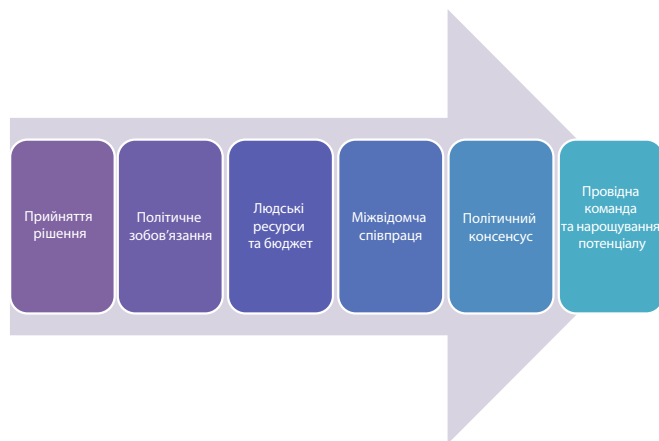 Прийняття
рішення
Політичне
зобов’язання
Людські
ресурси
та бюджет
Міжвідомча
співпраця
Політичний
консенсус
Провідна
команда
та нарощування
потенціалу